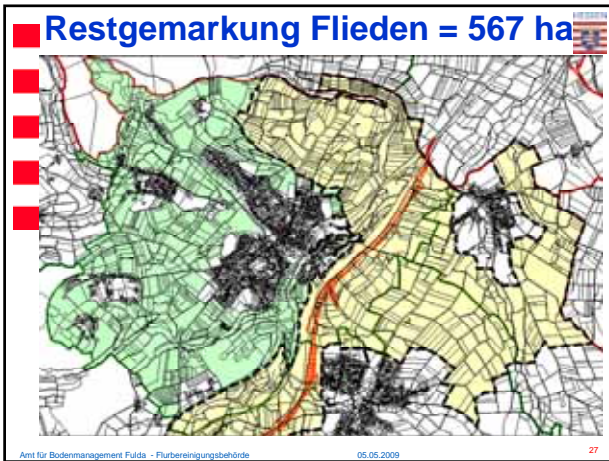 Restgemarkung Flieden = 567 ha
Amt für Bodenmanagement Fulda - Flurbereinigungsbehörde 05.05.2009 27